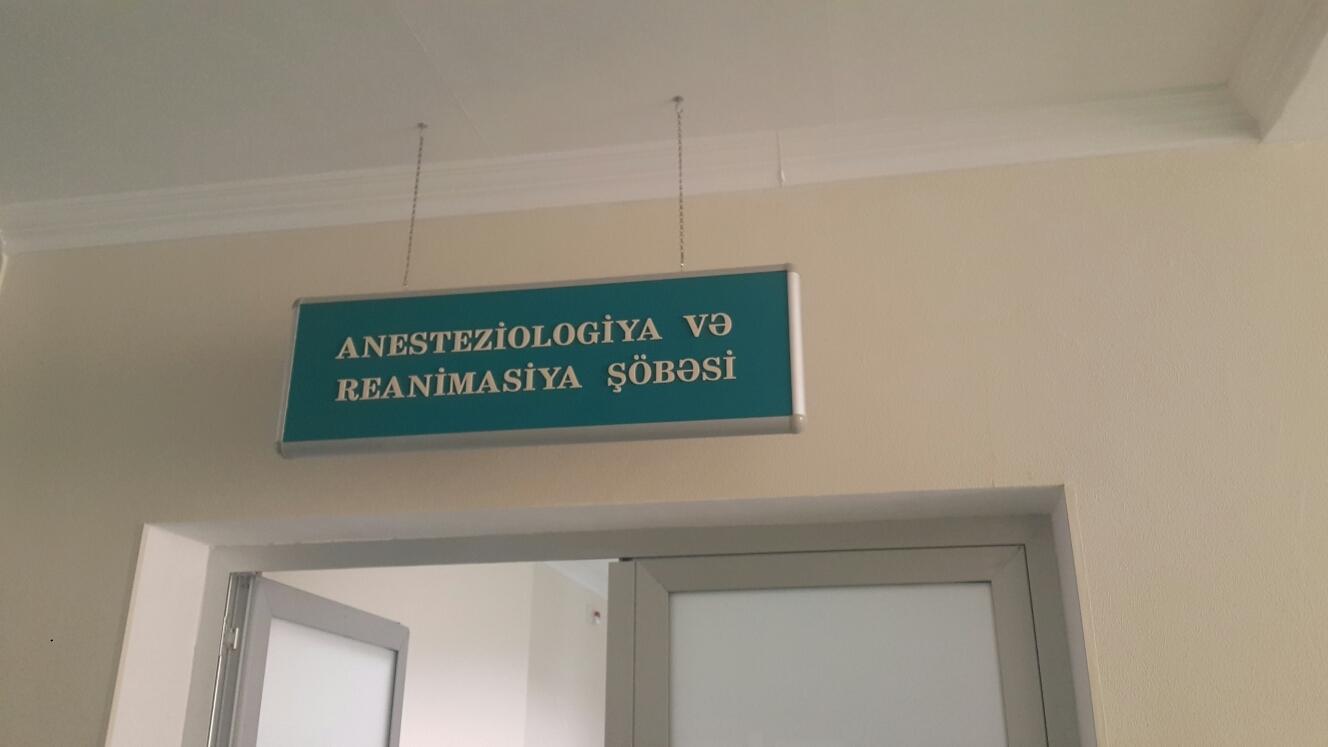 ANESTEZİOLOGİYA VƏ
REANİMASİYA ŞÖBƏSİ